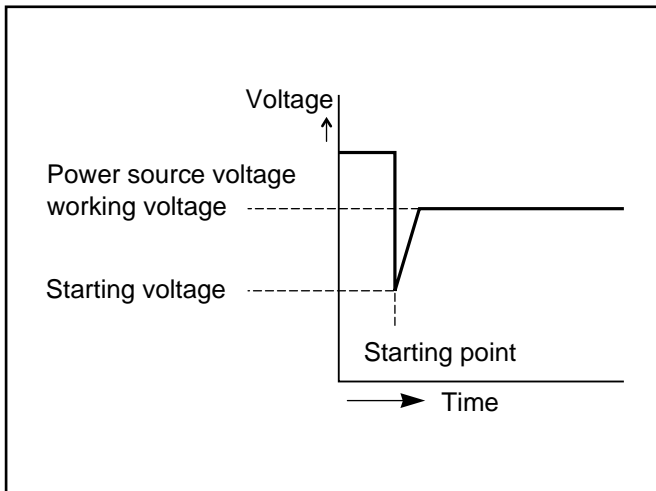 Voltage
Power source voltage
working voltage
Starting voltage
Starting point
Time